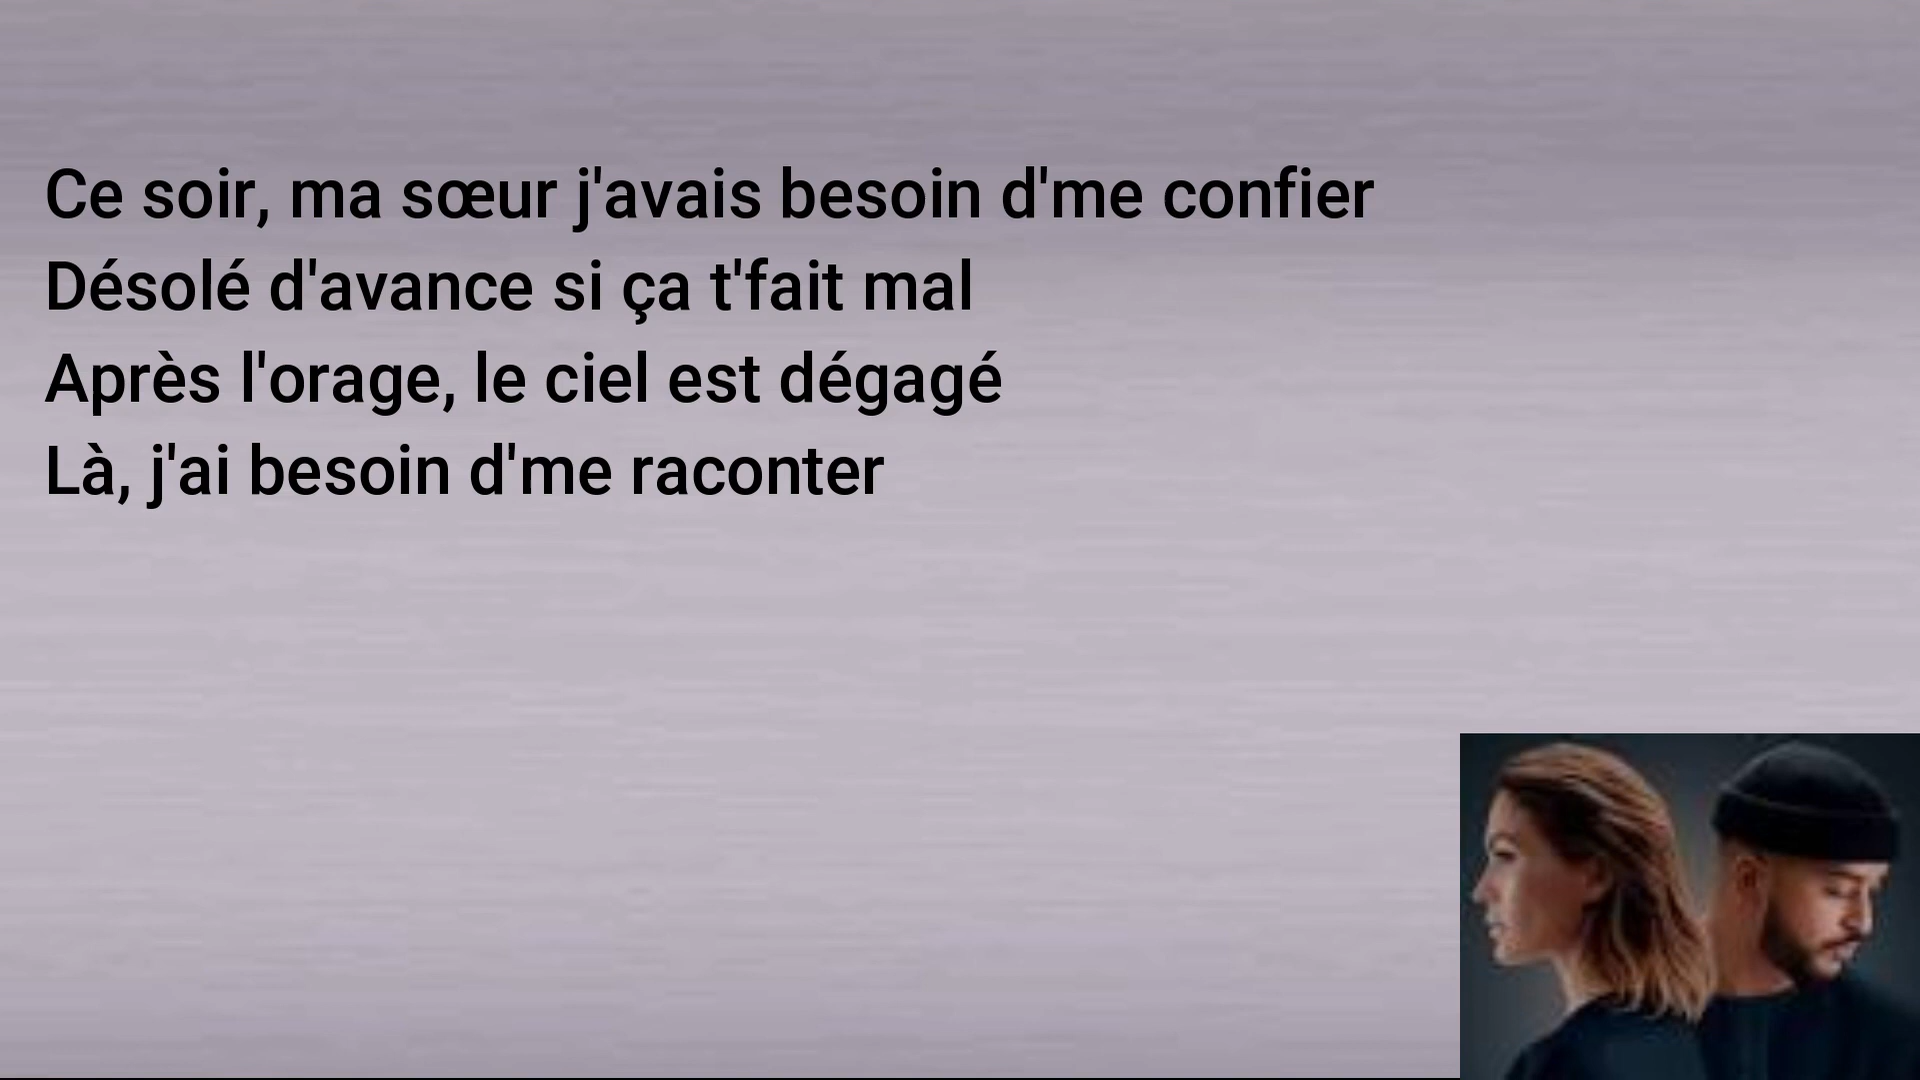 Ce soir, ma sœur j'avais besoin d'me confier
Désolé d'avance si ça t'fait mal
Après l'orage, le ciel est dégagé
Là, j'ai besoin d'me raconter